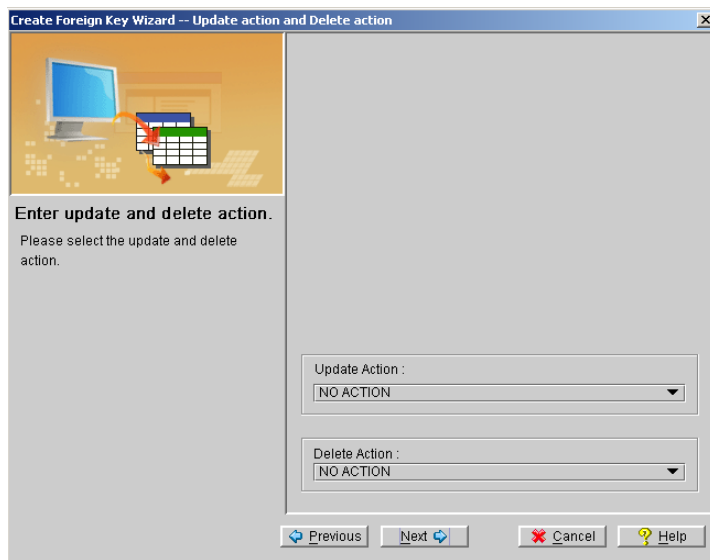 Create Foreign Key Wizard -- Update action and Delete action
Enter update and delete action.
Please select the update and delete
action.
Update Action :
NO ACTION
Delete Action :
NO ACTION
Previous Next Cancel Help